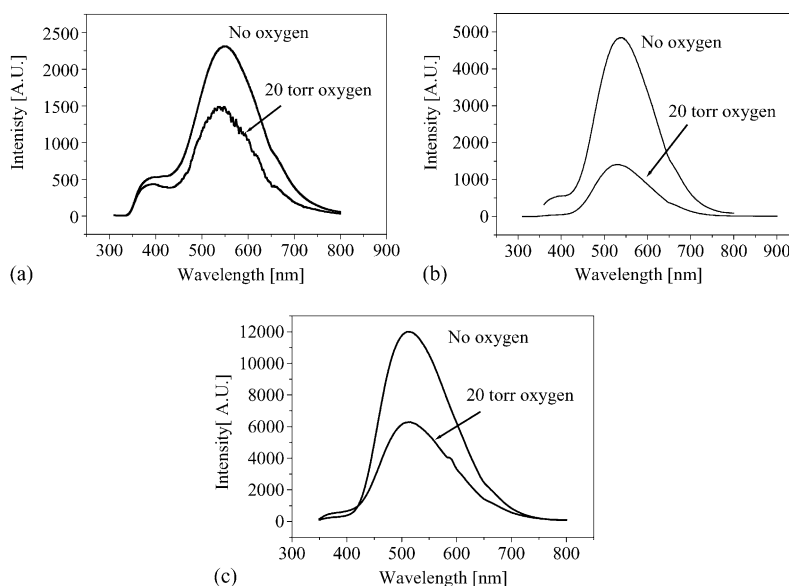 No oxygen
20 torr oxygen
Intenisty [A.U.]
2500
2000
1500
1000
500
0
300 400 500 600 700 800 900
Wavelength [nm]
(a)
No oxygen
20 torr oxygen
Intensity [A.U.]
5000
4000
3000
2000
1000
0
300 400 500 600 700 800 900
Wavelength [nm]
(b)
No oxygen
20 torr oxygen
Intensity[ A.U.]
12000
10000
8000
6000
4000
2000
0
300 400 500 600 700 800
Wavelength [nm]
(c)